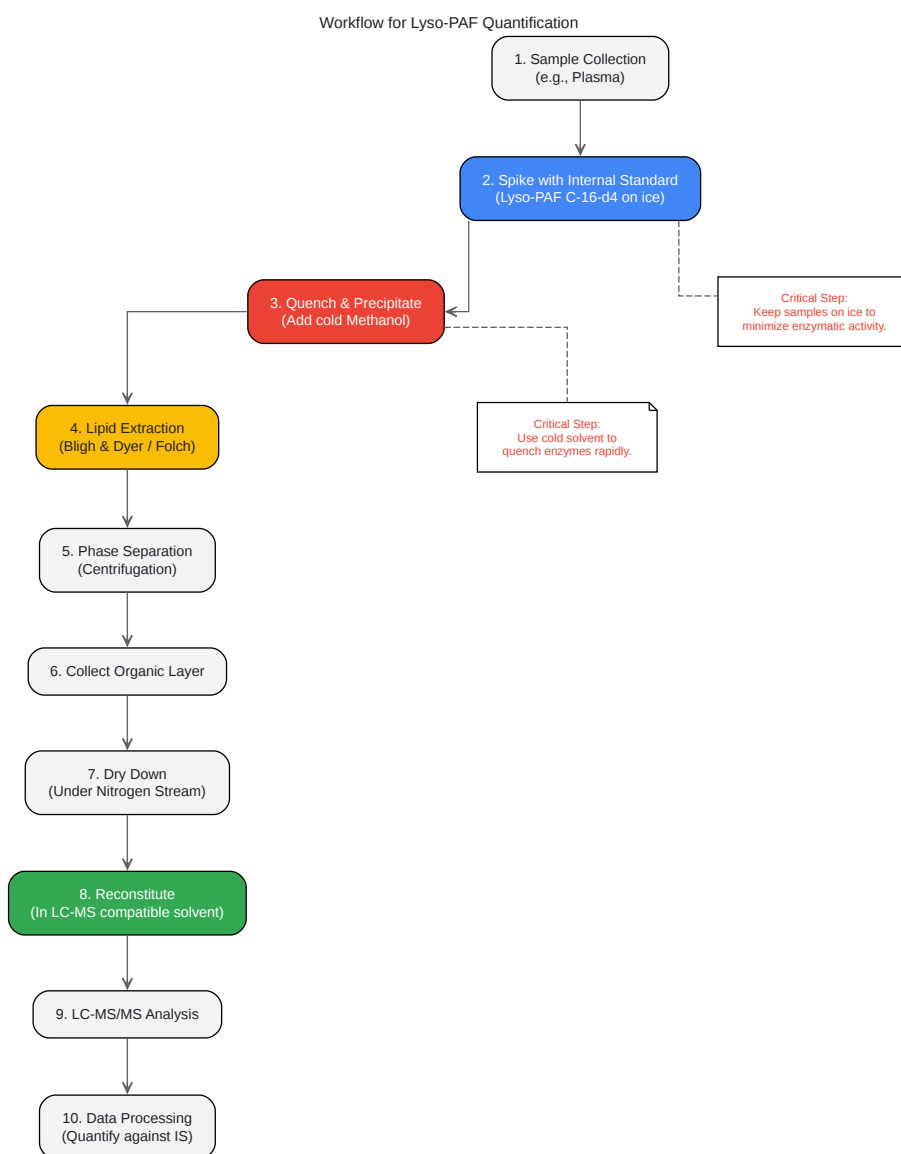 Workflow for Lyso-PAF Quantification
1. Sample Collection
(e.g., Plasma)
2. Spike with Internal Standard
(Lyso-PAF C-16-d4 on ice)
3. Quench & Precipitate
(Add cold Methanol)
Critical Step:
Keep samples on ice to
minimize enzymatic activity.
4. Lipid Extraction
(Bligh & Dyer / Folch)
Critical Step:
Use cold solvent to
quench enzymes rapidly.
5. Phase Separation
(Centrifugation)
6. Collect Organic Layer
7. Dry Down
(Under Nitrogen Stream)
8. Reconstitute
(In LC-MS compatible solvent)
9. LC-MS/MS Analysis
10. Data Processing
(Quantify against IS)